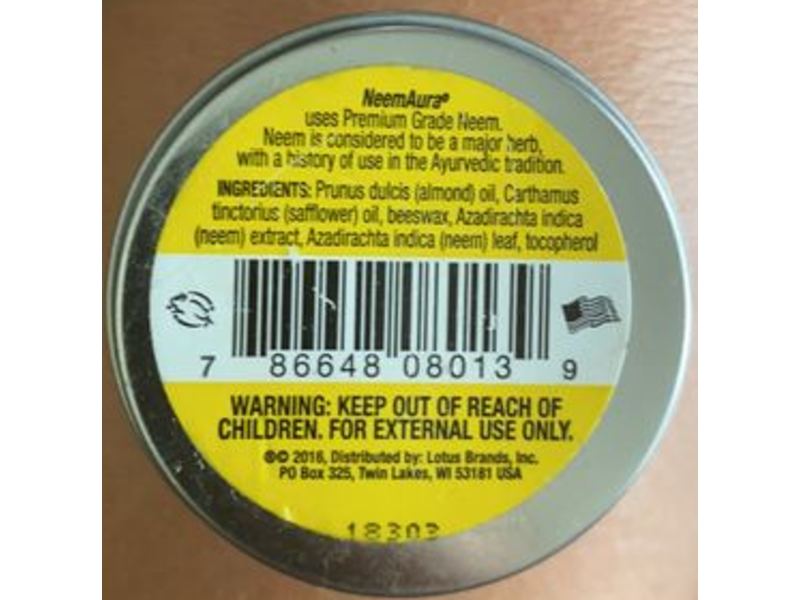 NeemAura®
uses Premium Grade Neem.
Neem is considered to be a major herb,
with a history of use in the Ayurvedic tradition.
INGREDIENTS: Prunus dulcis (almond) oil, Carthamus
tinctorius (safflower) oil, beeswax, Azadirachta indica
(neem) extract, Azadirachta indica (neem) leaf, tocopherol
7 86648 08013 9
WARNING: KEEP OUT OF REACH OF
CHILDREN. FOR EXTERNAL USE ONLY.
®© 2016, Distributed by: Lotus Brands, Inc.
PO Box 325, Twin Lakes, WI 53181 USA
18303